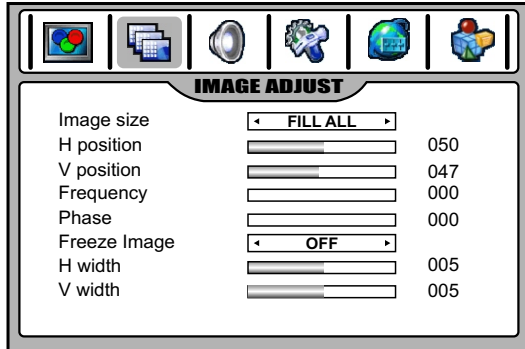 IMAGE ADJUST
Image size FILL ALL
H position 050
V position 047
Frequency 000
Phase 000
Freeze Image OFF
H width 005
V width 005